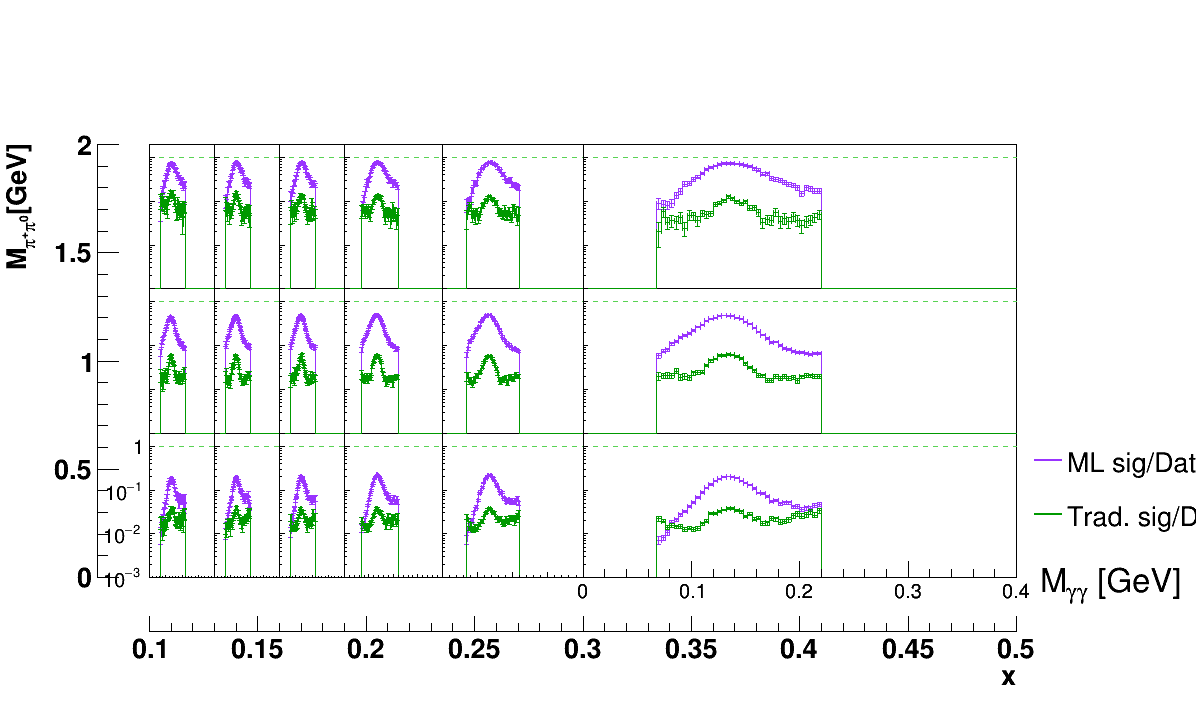 M_{π⁺π⁰} [GeV]
2
1.5
1
0.5
0
1
10⁻¹
10⁻²
10⁻³
ML sig/Dat
Trad. sig/D
0 0.1 0.2 0.3 0.4 M_{γγ} [GeV]
0.1 0.15 0.2 0.25 0.3 0.35 0.4 0.45 0.5
x